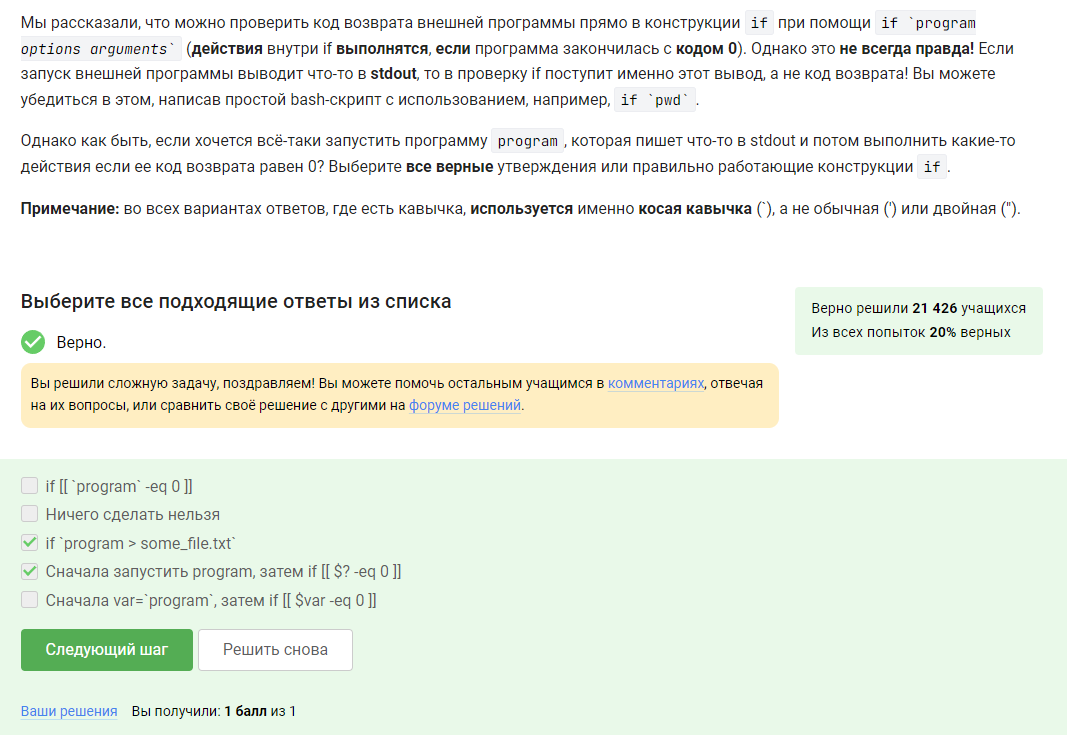 Мы рассказали, что можно проверить код возврата внешней программы прямо в конструкции if при помощи if `program
options arguments` (действия внутри if выполнятся, если программа закончилась с кодом 0). Однако это не всегда правда! Если
запуск внешней программы выводит что-то в stdout, то в проверку if поступит именно этот вывод, а не код возврата! Вы можете
убедиться в этом, написав простой bash-скрипт с использованием, например, if `pwd`.
Однако как быть, если хочется всё-таки запустить программу program, которая пишет что-то в stdout и потом выполнить какие-то
действия если ее код возврата равен 0? Выберите все верные утверждения или правильно работающие конструкции if.
Примечание: во всех вариантах ответов, где есть кавычка, используется именно косая кавычка (`), а не обычная (') или двойная (").
Выберите все подходящие ответы из списка
Верно решили 21 426 учащихся
Из всех попыток 20% верных
Верно.
Вы решили сложную задачу, поздравляем! Вы можете помочь остальным учащимся в комментариях, отвечая
на их вопросы, или сравнить своё решение с другими на форуме решений.
if [[ `program` -eq 0 ]]
Ничего сделать нельзя
if `program > some_file.txt`
Сначала запустить program, затем if [[ $? -eq 0 ]]
Сначала var=`program`, затем if [[ $var -eq 0 ]]
Следующий шаг Решить снова
Ваши решения Вы получили: 1 балл из 1